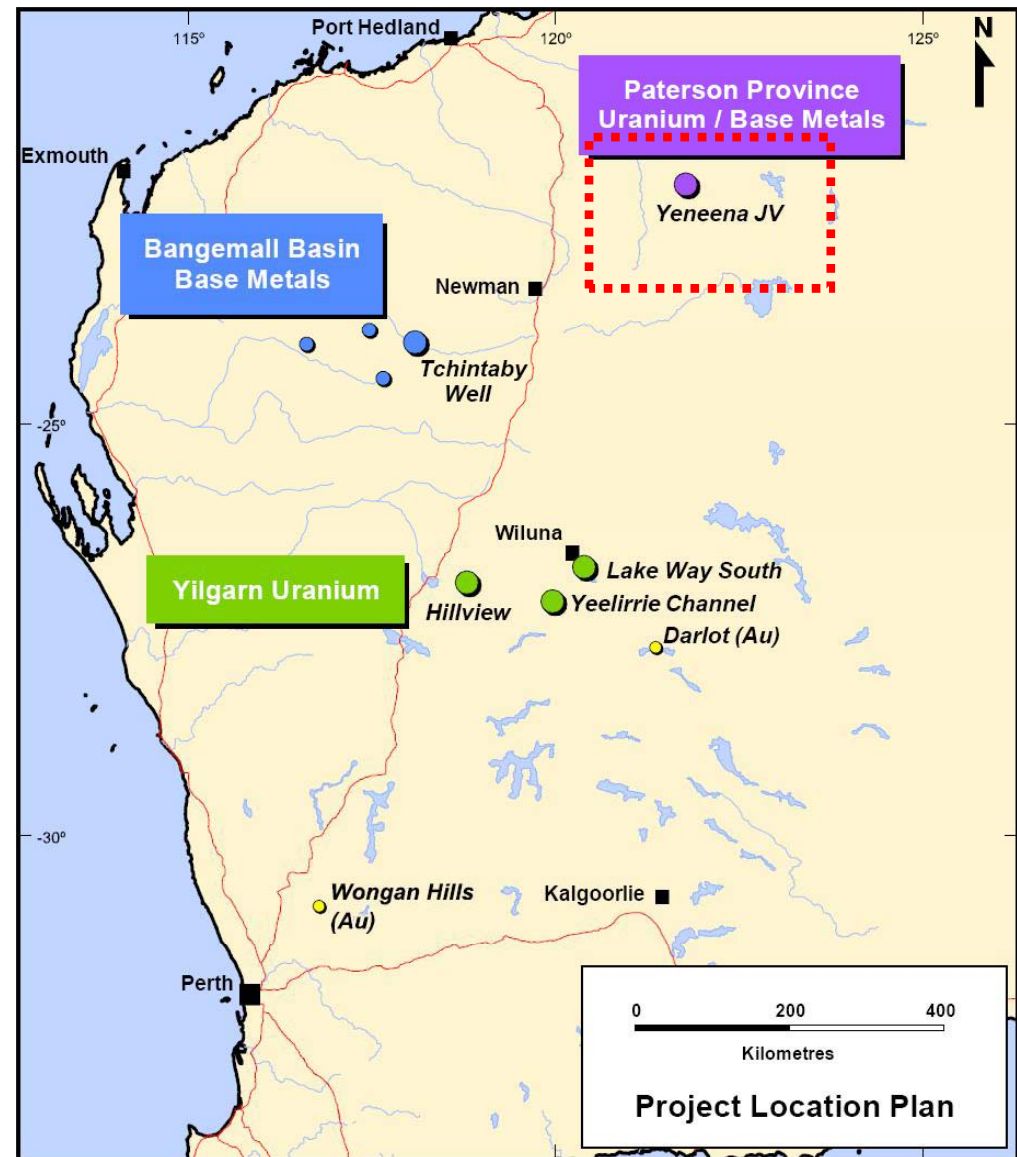 115°
Port Hedland
120°
125°
N
Paterson Province
Uranium / Base Metals
Exmouth
Yeneena JV
Bangemall Basin
Base Metals
Newman
Tchintaby
Well
-25°
Wiluna
Lake Way South
Yilgarn Uranium
Hillview
Yeelirrie Channel
Darlot (Au)
-30°
Wongan Hills
(Au)
Kalgoorlie
Perth
0
200
400
Kilometres
Project Location Plan